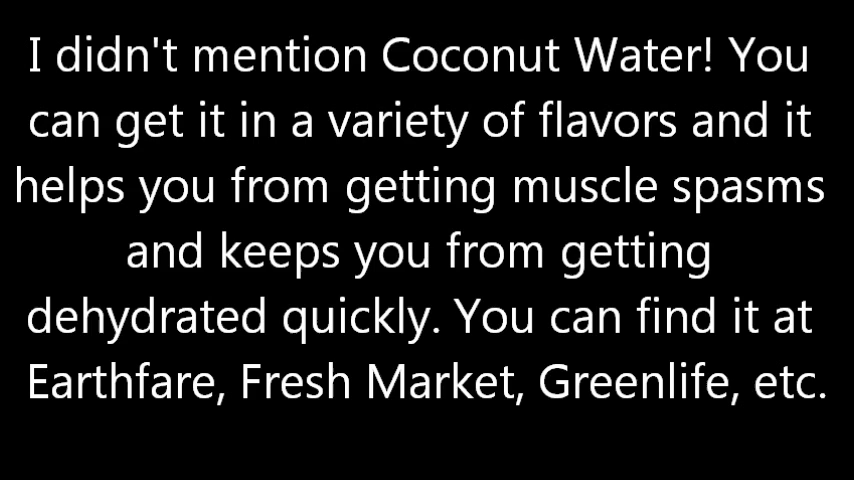 I didn't mention Coconut Water! You
can get it in a variety of flavors and it
helps you from getting muscle spasms
and keeps you from getting
dehydrated quickly. You can find it at
Earthfare, Fresh Market, Greenlife, etc.